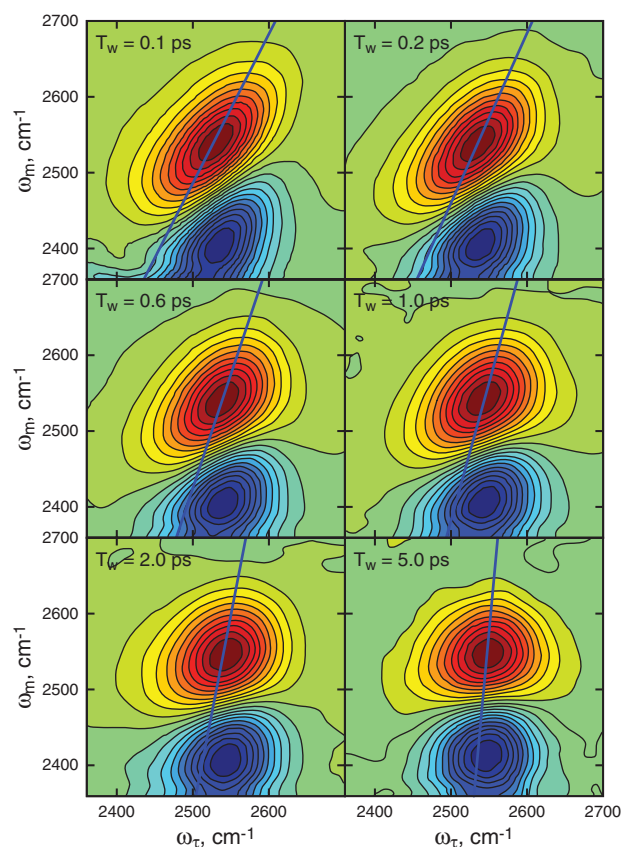 2700
T_w = 0.1 ps
T_w = 0.2 ps
2600
ω_m, cm⁻¹
2500
2400
2700
T_w = 0.6 ps
T_w = 1.0 ps
2600
ω_m, cm⁻¹
2500
2400
2700
T_w = 2.0 ps
T_w = 5.0 ps
2600
ω_m, cm⁻¹
2500
2400
2400 2500 2600 2400 2500 2600 2700
ω_τ, cm⁻¹ ω_τ, cm⁻¹